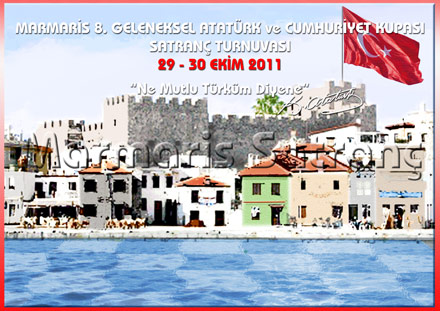 MARMARİS 8. GELENEKSEL ATATÜRK ve CUMHURİYET KUPASI
SATRANÇ TURNUVASI
29 - 30 EKİM 2011
"Ne Mutlu Türküm Diyene"
K. Atatürk
Marmaris Satranç